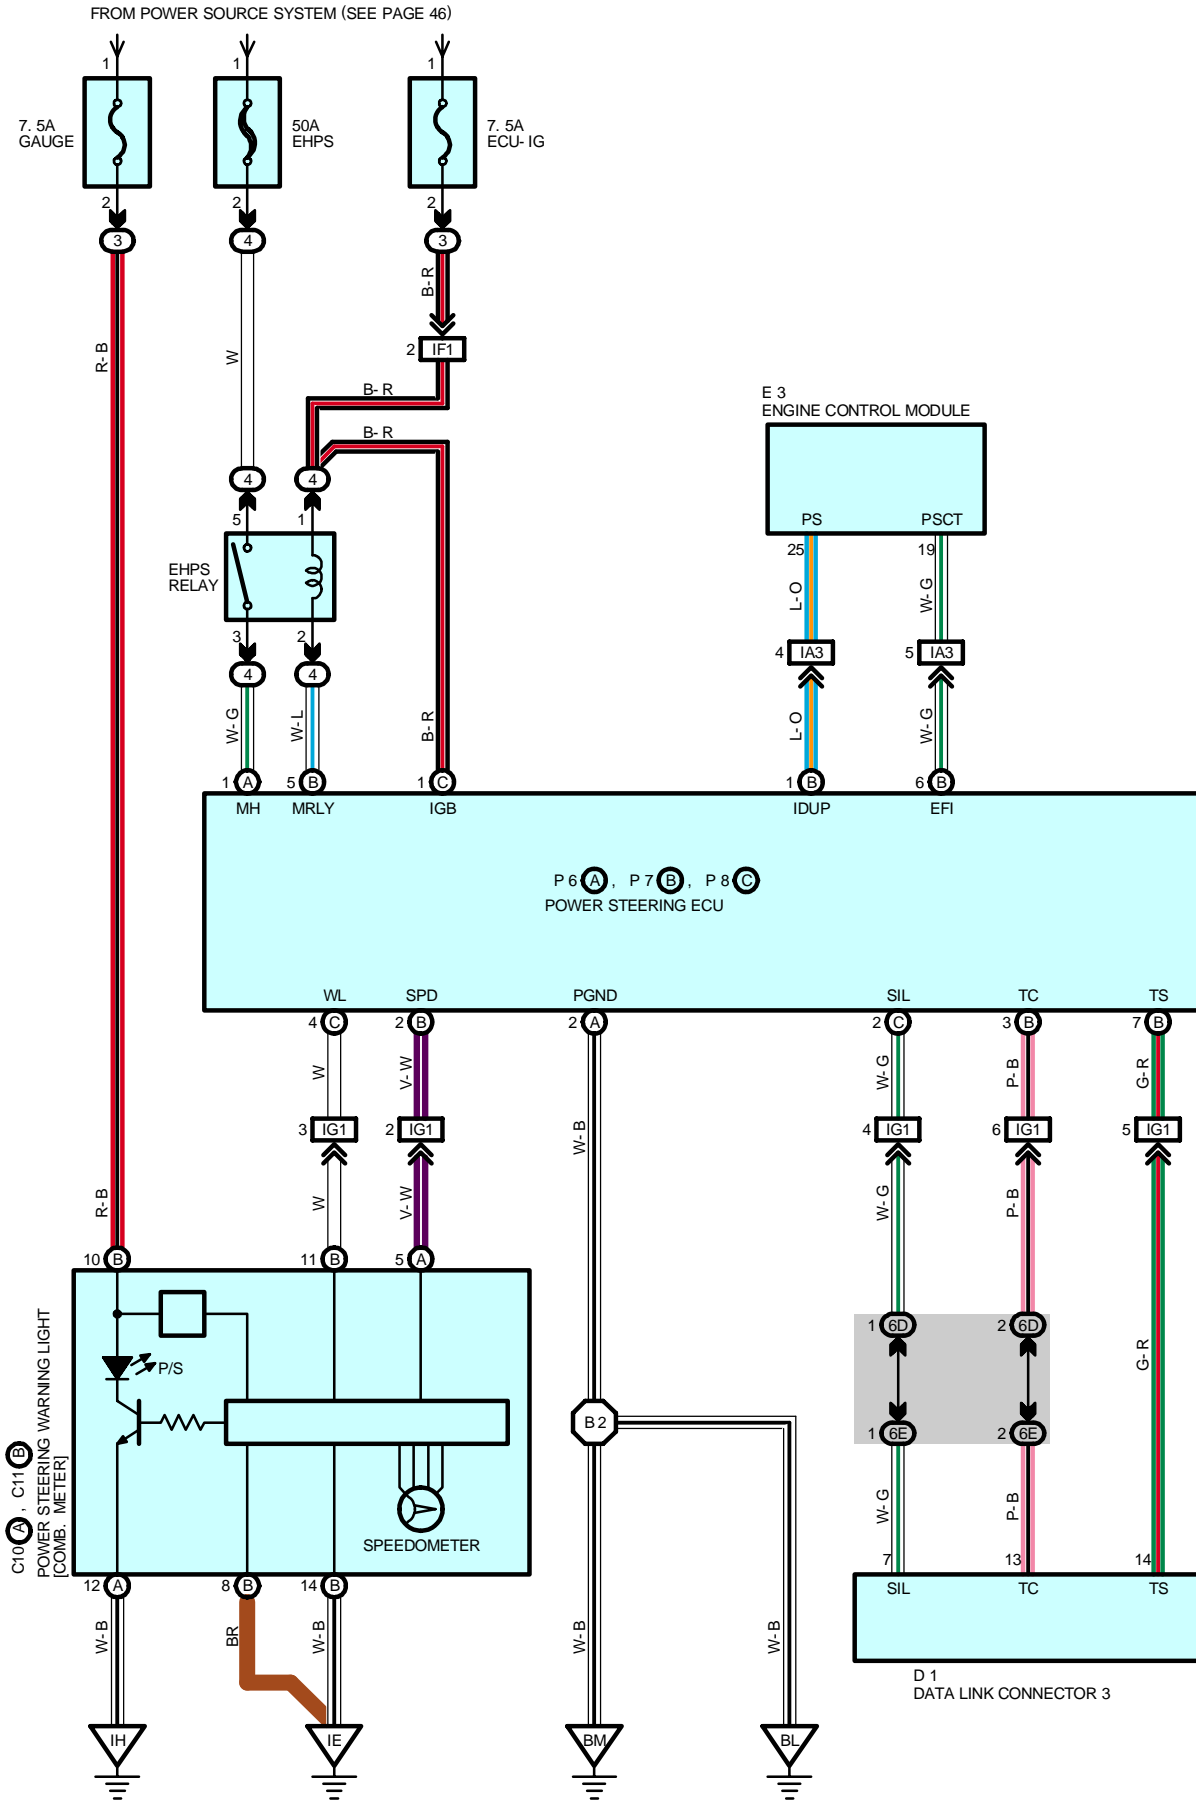 FROM POWER SOURCE SYSTEM (SEE PAGE 46)
1
1
1
7. 5A
GAUGE
50A
EHPS
7. 5A
ECU- IG
2
2
2
3
4
3
B- R
2 IF1
R- B
W
B- R
B- R
E 3
ENGINE CONTROL MODULE
4
4
5
1
PS
PSCT
EHPS
RELAY
25
19
L- O
W- G
3
2
4 IA3
5 IA3
4
4
W- G
W- L
B- R
L- O
W- G
1 A
5 B
1 C
1 B
6 B
MH
MRLY
IGB
IDUP
EFI
P 6 A , P 7 B , P 8 C
POWER STEERING ECU
WL
SPD
PGND
SIL
TC
TS
4 C
2 B
2 A
2 C
3 B
7 B
W
V- W
W- G
P- B
G- R
3 IG1
2 IG1
W- B
4 IG1
6 IG1
5 IG1
R- B
W
V- W
W- G
P- B
10 B
11 B
5 A
1 6D
2 6D
P/S
G- R
B 2
1 6E
2 6E
C10 A , C11 B
POWER STEERING WARNING LIGHT
[COMB. METER]
SPEEDOMETER
W- G
P- B
7
13
14
12 A
8 B
14 B
SIL
TC
TS
W- B
BR
W- B
W- B
W- B
D 1
DATA LINK CONNECTOR 3
IH
IE
BM
BL